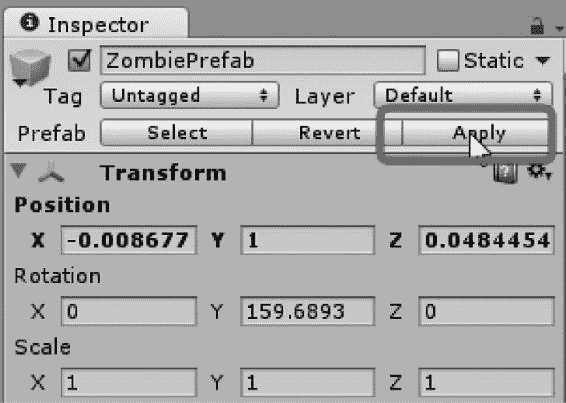 Inspector
ZombiePrefab Static
Tag Untagged Layer Default
Prefab Select Revert Apply
Transform
Position
X -0.008677 Y 1 Z 0.0484454
Rotation
X 0 Y 159.6893 Z 0
Scale
X 1 Y 1 Z 1